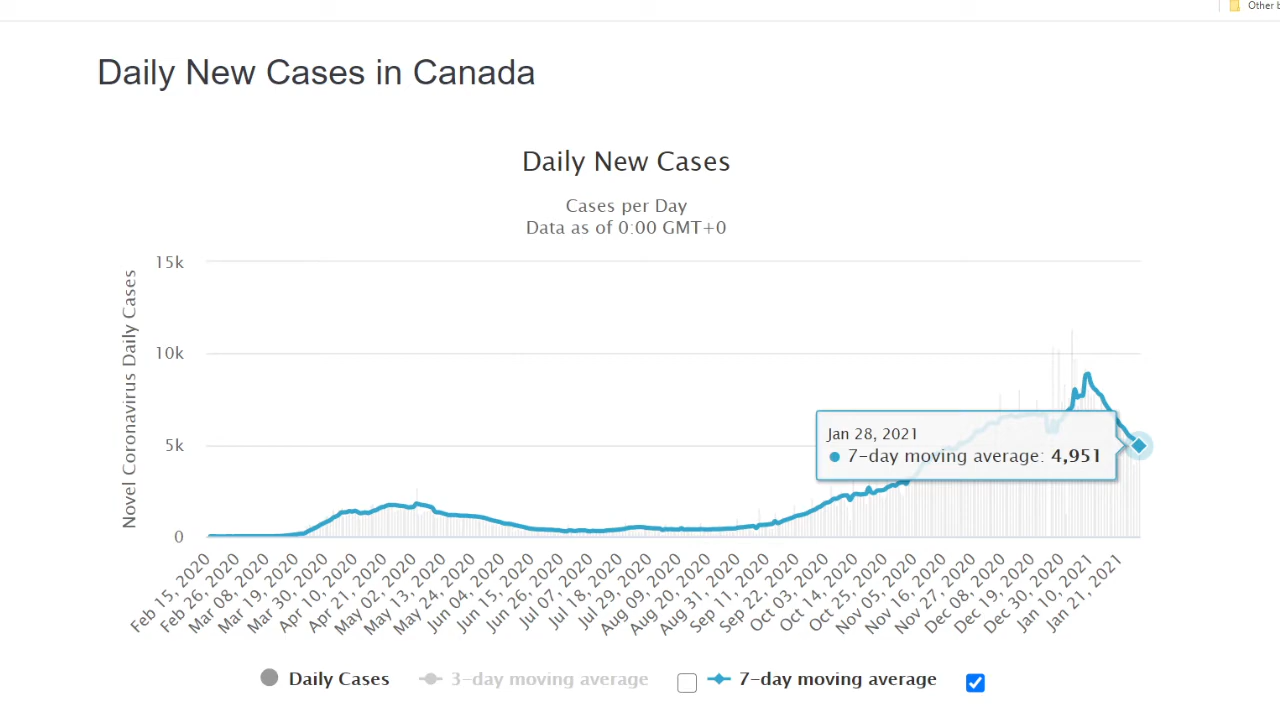 Other b
Daily New Cases in Canada
Daily New Cases
Cases per Day
Data as of 0:00 GMT+0
Novel Coronavirus Daily Cases
15k
10k
5k
0
Jan 28, 2021
7-day moving average: 4,951
Feb 15, 2020
Feb 26, 2020
Mar 08, 2020
Mar 19, 2020
Mar 30, 2020
Apr 10, 2020
Apr 21, 2020
May 02, 2020
May 13, 2020
May 24, 2020
Jun 04, 2020
Jun 15, 2020
Jun 26, 2020
Jul 07, 2020
Jul 18, 2020
Jul 29, 2020
Aug 09, 2020
Aug 20, 2020
Aug 31, 2020
Sep 11, 2020
Sep 22, 2020
Oct 03, 2020
Oct 14, 2020
Oct 25, 2020
Nov 05, 2020
Nov 16, 2020
Nov 27, 2020
Dec 08, 2020
Dec 19, 2020
Dec 30, 2020
Jan 10, 2021
Jan 21, 2021
Daily Cases
3-day moving average
7-day moving average